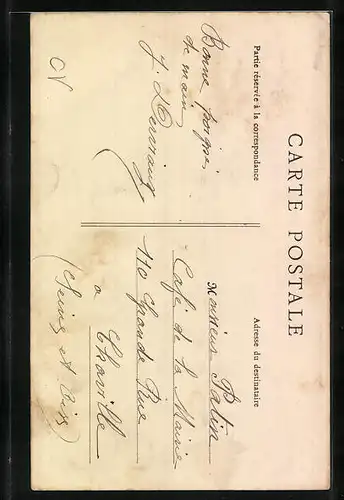 CARTE POSTALE
Partie réservée à la correspondance
Adresse du destinataire
Bonne poignée
de main
Monsieur Patin
Café de la Mairie
110 Grande Rue
a
Chaville
(Seine et Oise)